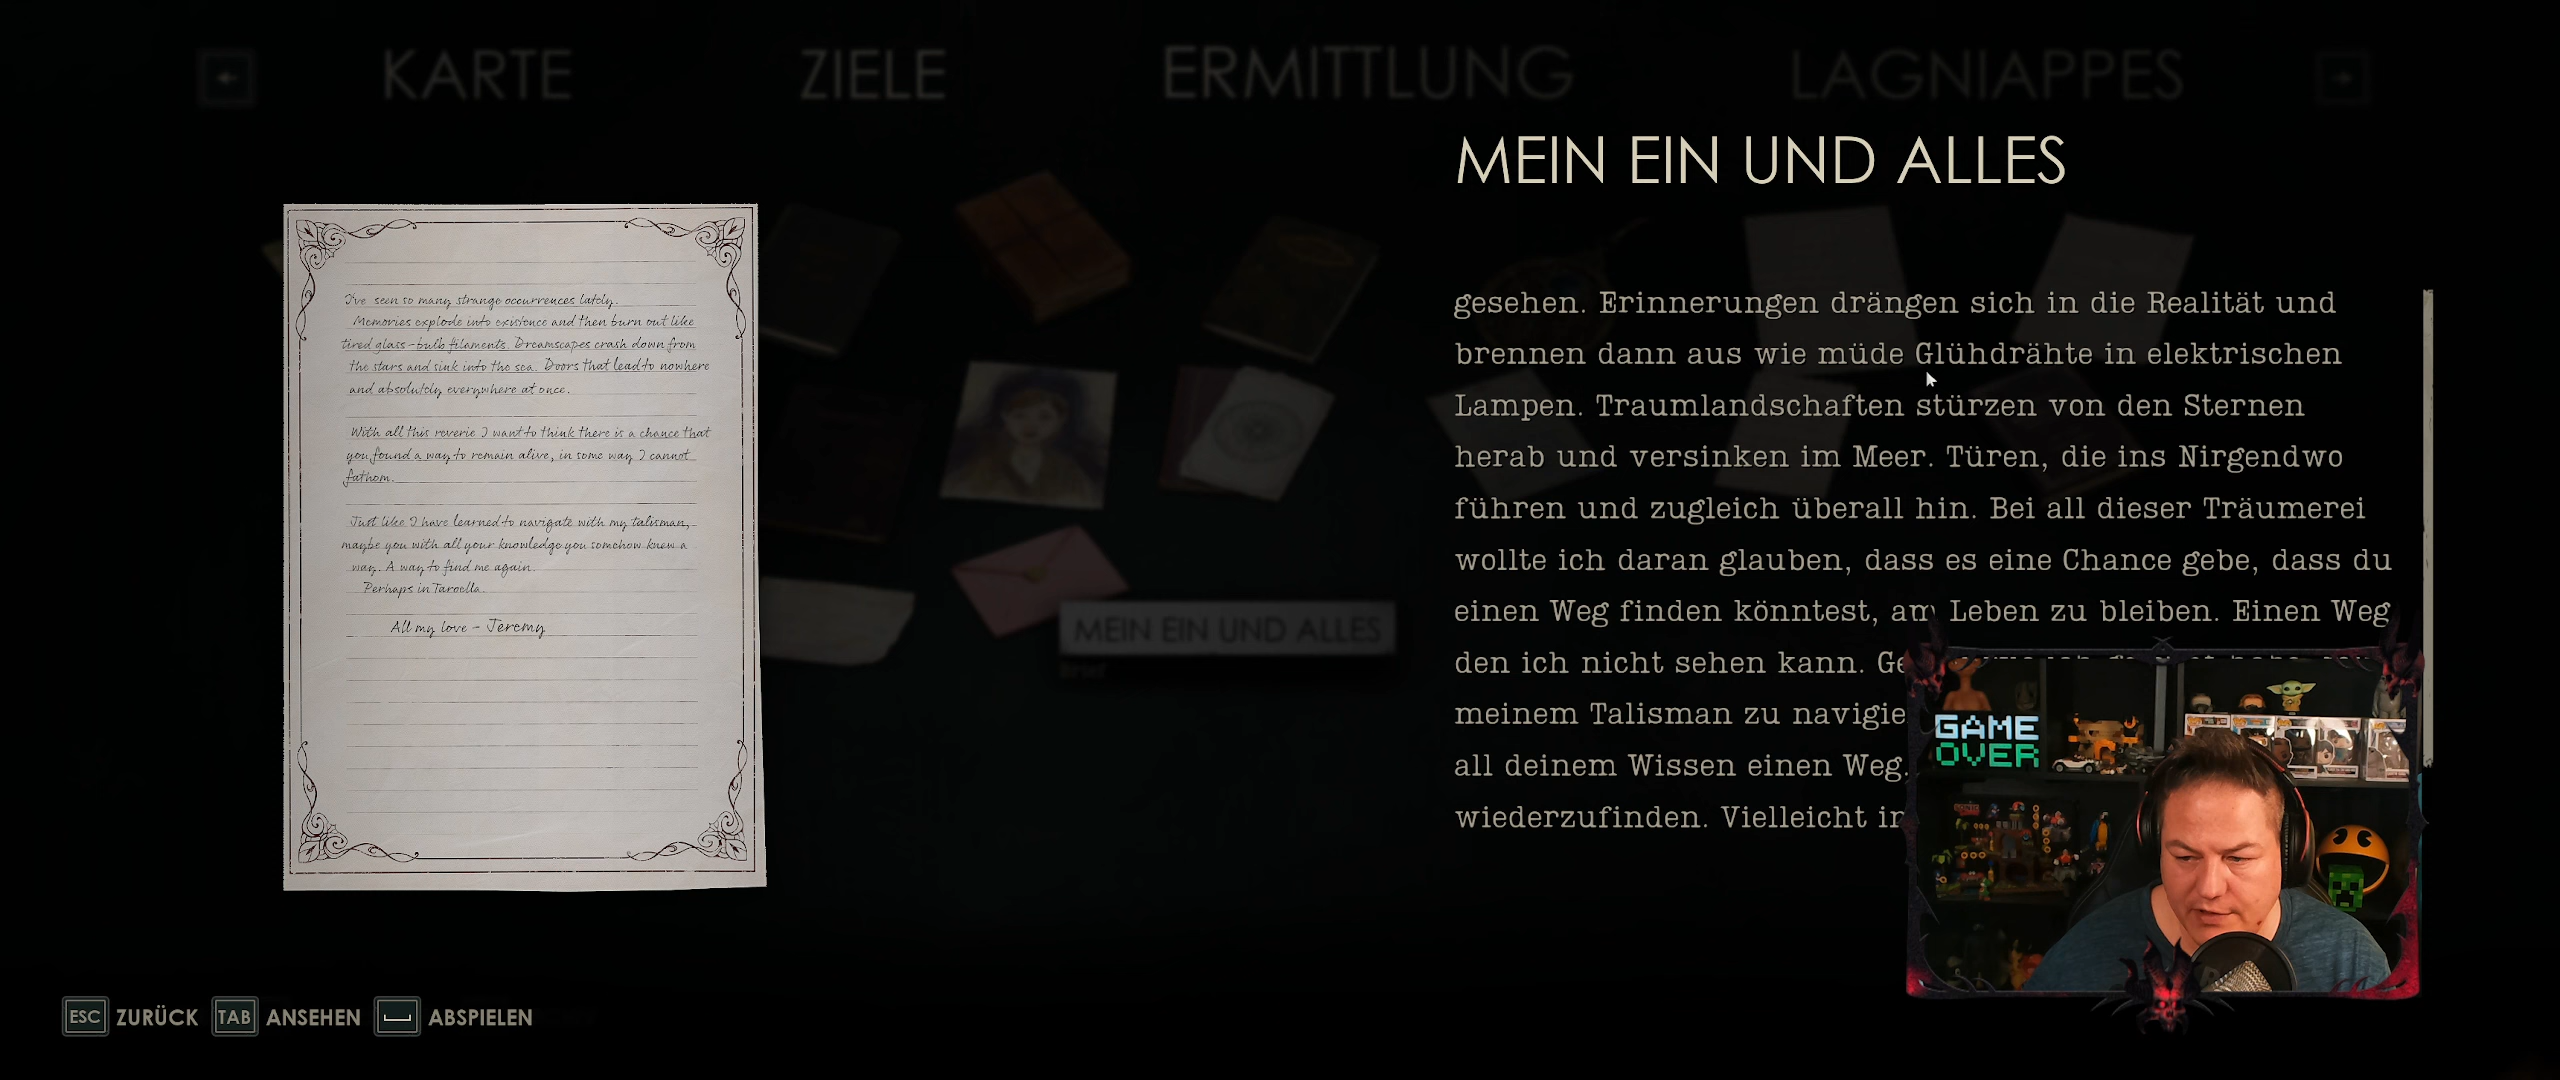 KARTE ZIELE ERMITTLUNG LAGNIAPPES
MEIN EIN UND ALLES
I've seen so many strange occurrences lately.
Memories explode into existence and then burn out like
tired glass-bulb filaments. Dreamscapes crash down from
the stars and sink into the sea. Doors that lead to nowhere
and absolutely everywhere at once.
With all this reverie I want to think there is a chance that
you found a way to remain alive, in some way I cannot
fathom.
Just like I have learned to navigate with my talisman,
maybe you with all your knowledge you somehow knew a
way. A way to find me again.
Perhaps in Taroella.
All my love - Jeremy
MEIN EIN UND ALLES
Brief
gesehen. Erinnerungen drängen sich in die Realität und
brennen dann aus wie müde Glühdrähte in elektrischen
Lampen. Traumlandschaften stürzen von den Sternen
herab und versinken im Meer. Türen, die ins Nirgendwo
führen und zugleich überall hin. Bei all dieser Träumerei
wollte ich daran glauben, dass es eine Chance gebe, dass du
einen Weg finden könntest, am Leben zu bleiben. Einen Weg
den ich nicht sehen kann.
meinem Talisman zu
all deinem Wissen einen Weg.
wiederzufinden. Vielleicht
GAME
OVER
SONIC
ESC ZURÜCK TAB ANSEHEN ABSPIELEN